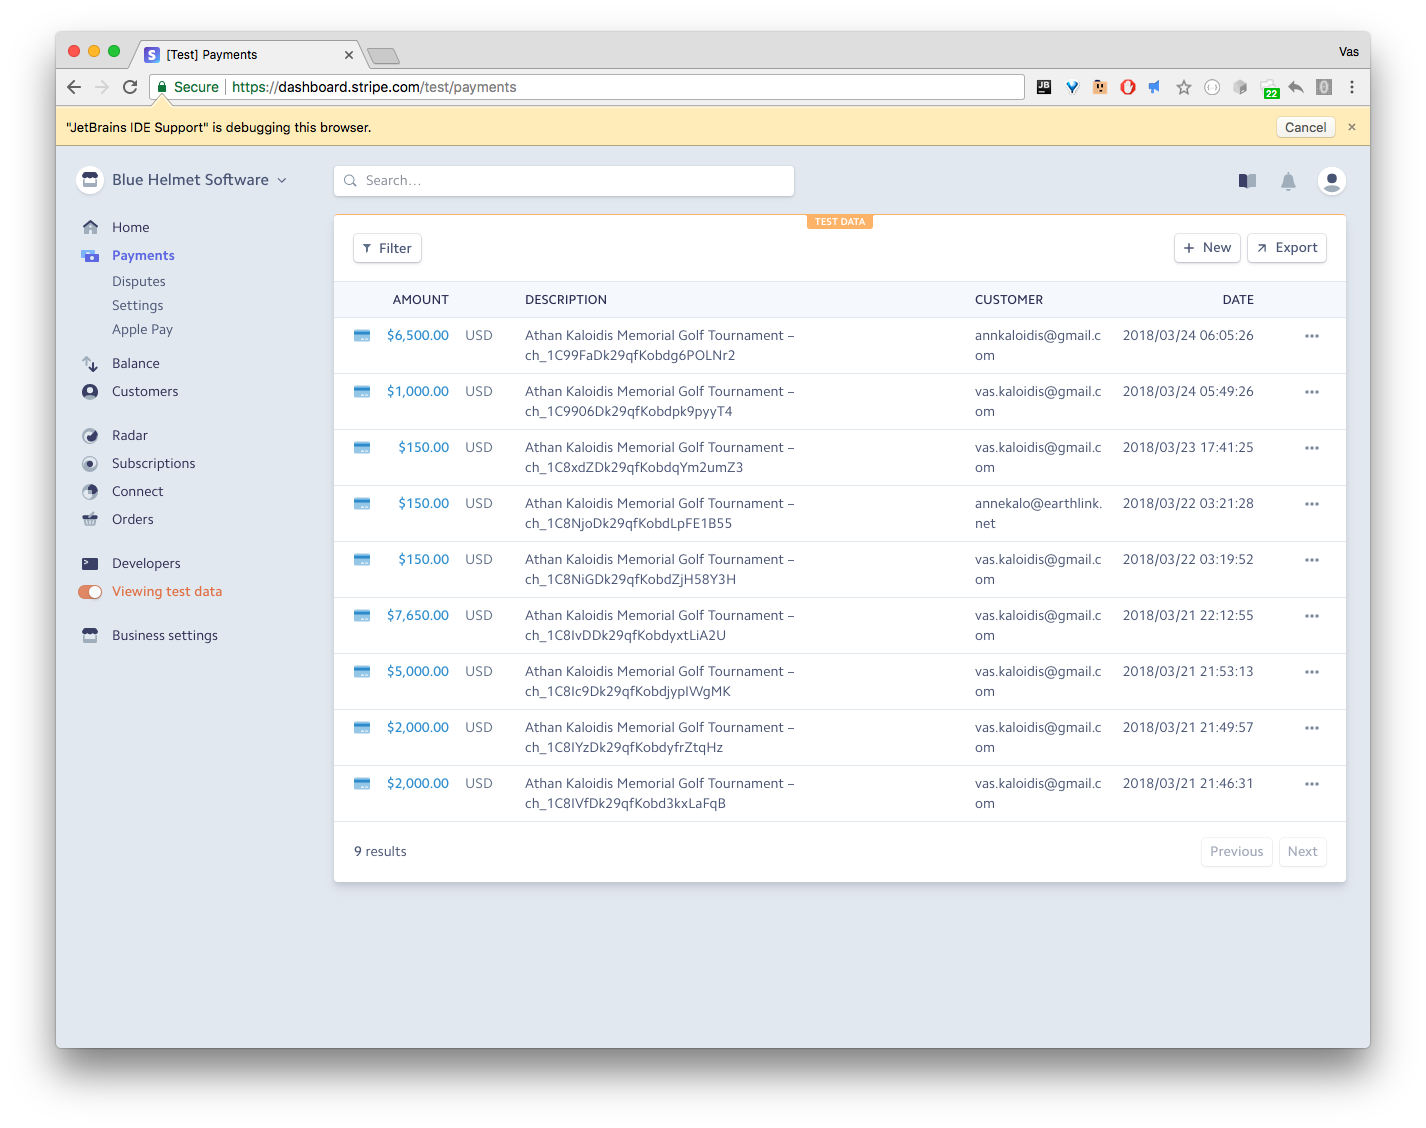 [Test] Payments
Vas
Secure https://dashboard.stripe.com/test/payments
JB
22
0
"JetBrains IDE Support" is debugging this browser.
Cancel
Blue Helmet Software
Search...
Home
Payments
Disputes
Settings
Apple Pay
Balance
Customers
Radar
Subscriptions
Connect
Orders
Developers
Viewing test data
Business settings
TEST DATA
Filter
New
Export
AMOUNT DESCRIPTION CUSTOMER DATE
$6,500.00 USD Athan Kaloidis Memorial Golf Tournament – annkaloidis@gmail.c 2018/03/24 06:05:26
ch_1C99FaDk29qfKobdg6POLNr2 om
$1,000.00 USD Athan Kaloidis Memorial Golf Tournament – vas.kaloidis@gmail.c 2018/03/24 05:49:26
ch_1C9906Dk29qfKobdpk9pyyT4 om
$150.00 USD Athan Kaloidis Memorial Golf Tournament – vas.kaloidis@gmail.c 2018/03/23 17:41:25
ch_1C8xdZDk29qfKobdqYm2umZ3 om
$150.00 USD Athan Kaloidis Memorial Golf Tournament – annekalo@earthlink. 2018/03/22 03:21:28
ch_1C8NjoDk29qfKobdLpFE1B55 net
$150.00 USD Athan Kaloidis Memorial Golf Tournament – vas.kaloidis@gmail.c 2018/03/22 03:19:52
ch_1C8NiGDk29qfKobdZjH58Y3H om
$7,650.00 USD Athan Kaloidis Memorial Golf Tournament – vas.kaloidis@gmail.c 2018/03/21 22:12:55
ch_1C8IvDDk29qfKobdyxtLiA2U om
$5,000.00 USD Athan Kaloidis Memorial Golf Tournament – vas.kaloidis@gmail.c 2018/03/21 21:53:13
ch_1C8Ic9Dk29qfKobdjyplWgMK om
$2,000.00 USD Athan Kaloidis Memorial Golf Tournament – vas.kaloidis@gmail.c 2018/03/21 21:49:57
ch_1C8IYzDk29qfKobdyfrZtqHz om
$2,000.00 USD Athan Kaloidis Memorial Golf Tournament – vas.kaloidis@gmail.c 2018/03/21 21:46:31
ch_1C8IVfDk29qfKobd3kxLaFqB om
9 results
Previous
Next